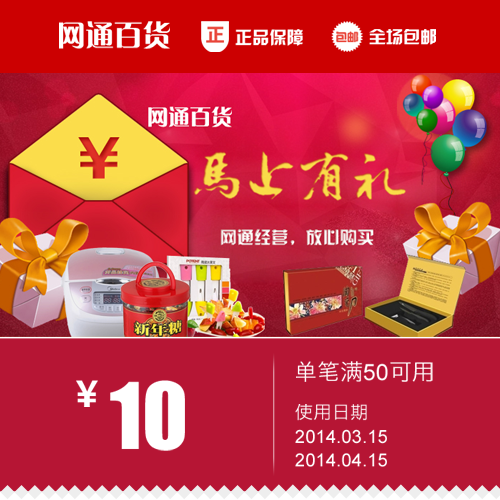 网通百货 正 正品保障 包邮 全场包邮
¥
网通百货
馬上有礼
网通经营，放心购买
新年糖
¥10
单笔满50可用
使用日期
2014.03.15
2014.04.15